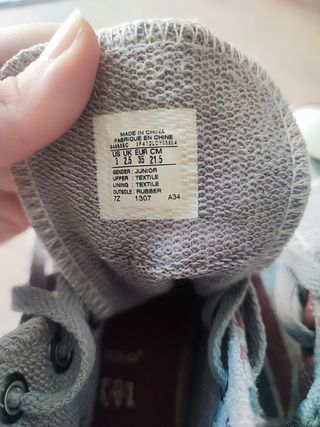 MADE IN CHINA
FABRIQUE EN CHINE
US UK EUR CM
3 2.5 35 21.5
GENDER : JUNIOR
UPPER : TEXTILE
LINING : TEXTILE
OUTSOLE : RUBBER
7Z 1307 A34